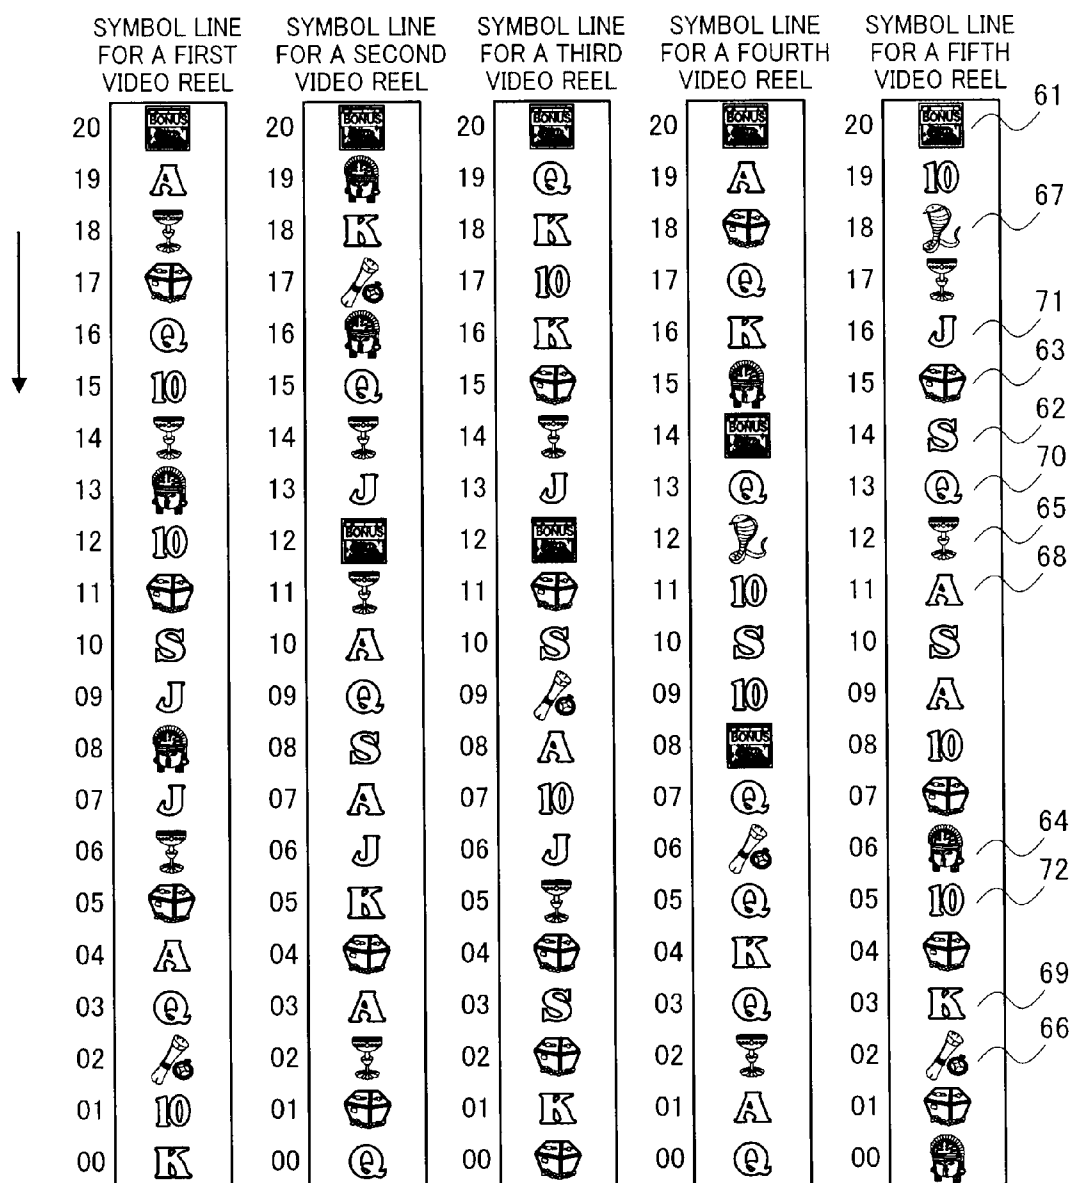 SYMBOL LINE FOR A FIRST VIDEO REEL SYMBOL LINE FOR A SECOND VIDEO REEL SYMBOL LINE FOR A THIRD VIDEO REEL SYMBOL LINE FOR A FOURTH VIDEO REEL SYMBOL LINE FOR A FIFTH VIDEO REEL
20 BONUS 20 BONUS 20 BONUS 20 BONUS 20 BONUS 61
19 A 19 19 Q 19 A 19 10
18 18 K 18 K 18 18 67
17 17 17 10 17 Q 17
16 Q 16 16 K 16 K 16 J 71
15 10 15 Q 15 15 15 63
14 14 14 14 BONUS 14 S 62
13 13 J 13 J 13 Q 13 Q 70
12 10 12 BONUS 12 BONUS 12 12 65
11 11 11 11 10 11 A 68
10 S 10 A 10 S 10 S 10 S
09 J 09 Q 09 09 10 09 A
08 08 S 08 A 08 BONUS 08 10
07 J 07 A 07 10 07 Q 07
06 06 J 06 J 06 06 64
05 05 K 05 05 Q 05 10 72
04 A 04 04 04 K 04
03 Q 03 A 03 S 03 Q 03 K 69
02 02 02 02 02 66
01 10 01 01 K 01 A 01
00 K 00 Q 00 00 Q 00